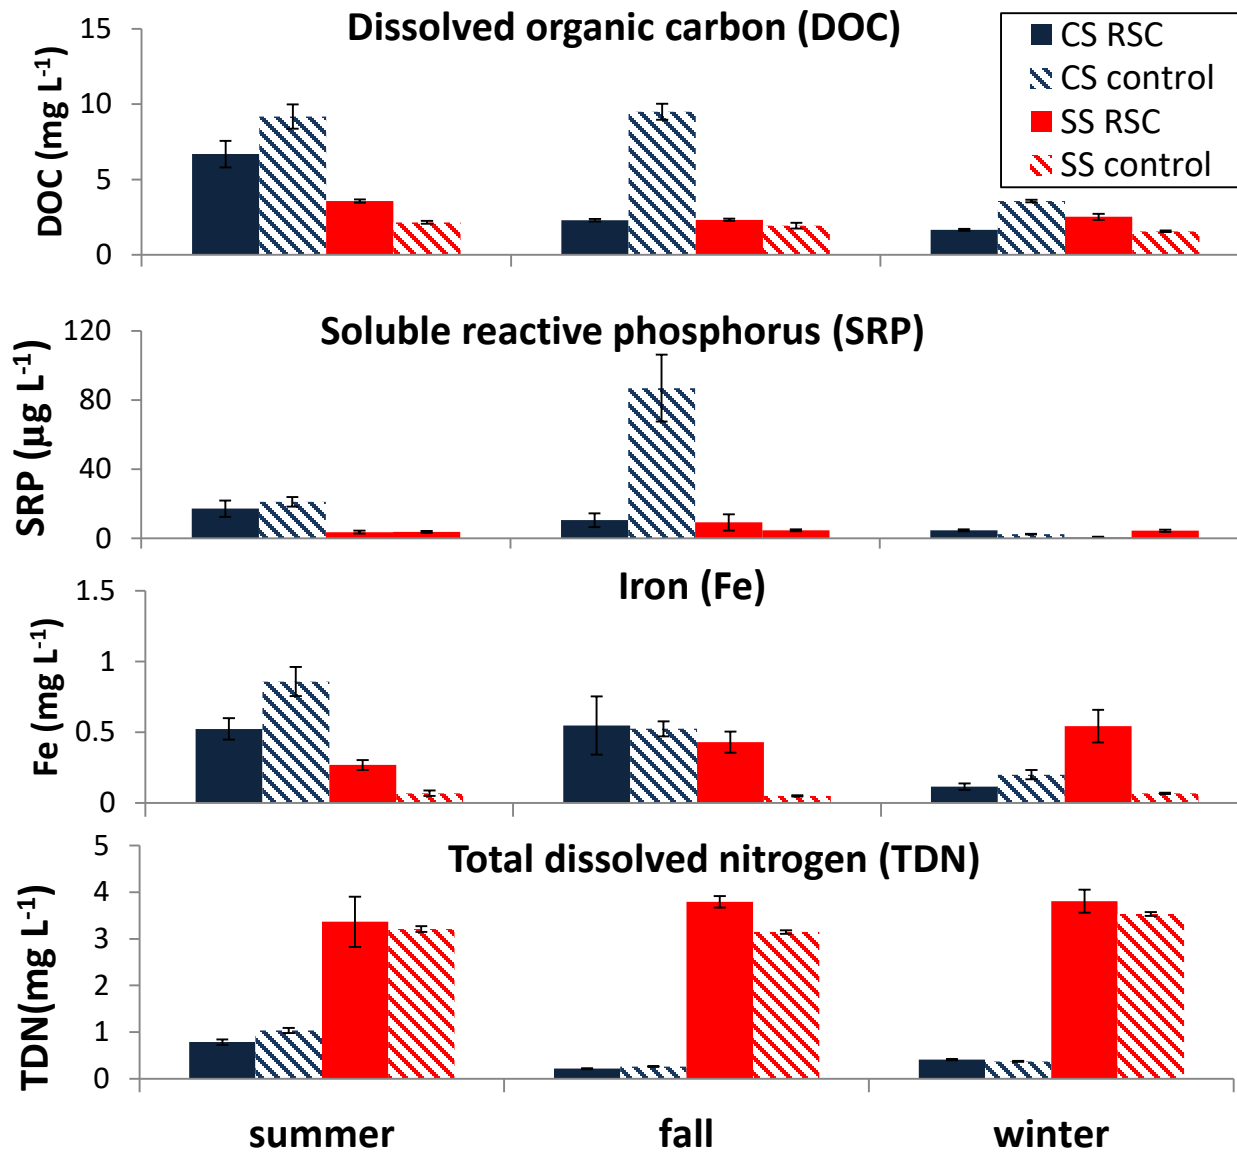 Dissolved organic carbon (DOC)
15
10
5
0
DOC (mg L-1)
CS RSC
CS control
SS RSC
SS control
Soluble reactive phosphorus (SRP)
120
80
40
0
SRP (µg L-1)
Iron (Fe)
1.5
1
0.5
0
Fe (mg L-1)
Total dissolved nitrogen (TDN)
5
4
3
2
1
0
TDN(mg L-1)
summer fall winter